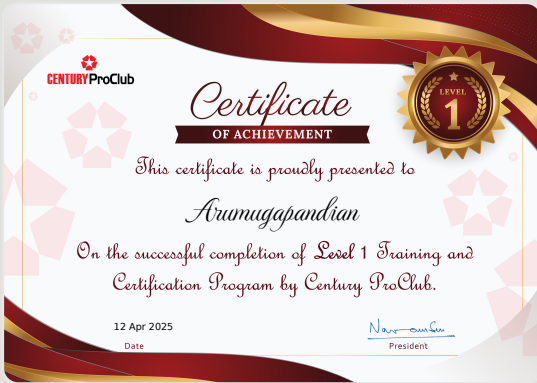 CENTURY ProClub
Certificate
OF ACHIEVEMENT
LEVEL
1
This certificate is proudly presented to
Arumugapandian
On the successful completion of Level 1 Training and
Certification Program by Century ProClub.
12 Apr 2025
Date
President